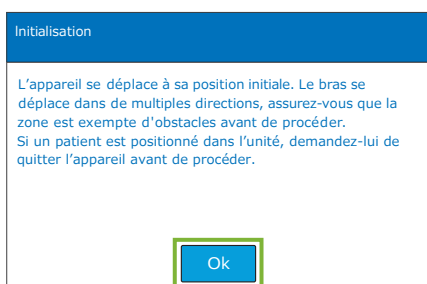 Initialisation
L’appareil se déplace à sa position initiale. Le bras se
déplace dans de multiples directions, assurez-vous que la
zone est exempte d'obstacles avant de procéder.
Si un patient est positionné dans l’unité, demandez-lui de
quitter l’appareil avant de procéder.
Ok